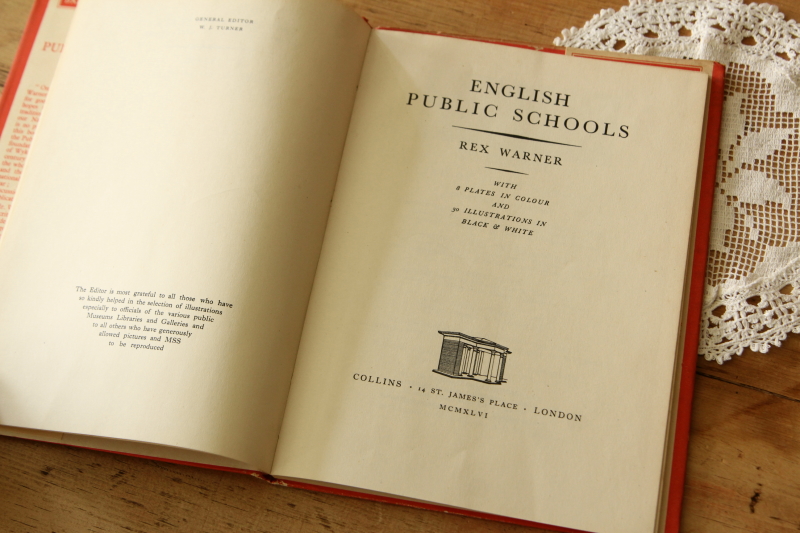 GENERAL EDITOR
W. J. TURNER
The Editor is most grateful to all those who have
so kindly helped in the selection of illustrations
especially to officials of the various public
Museums Libraries and Galleries and
to all others who have generously
allowed pictures and MSS
to be reproduced
ENGLISH
PUBLIC SCHOOLS
REX WARNER
WITH
8 PLATES IN COLOUR
AND
30 ILLUSTRATIONS IN
BLACK & WHITE
COLLINS · 14 ST. JAMES'S PLACE · LONDON
MCMXLVI